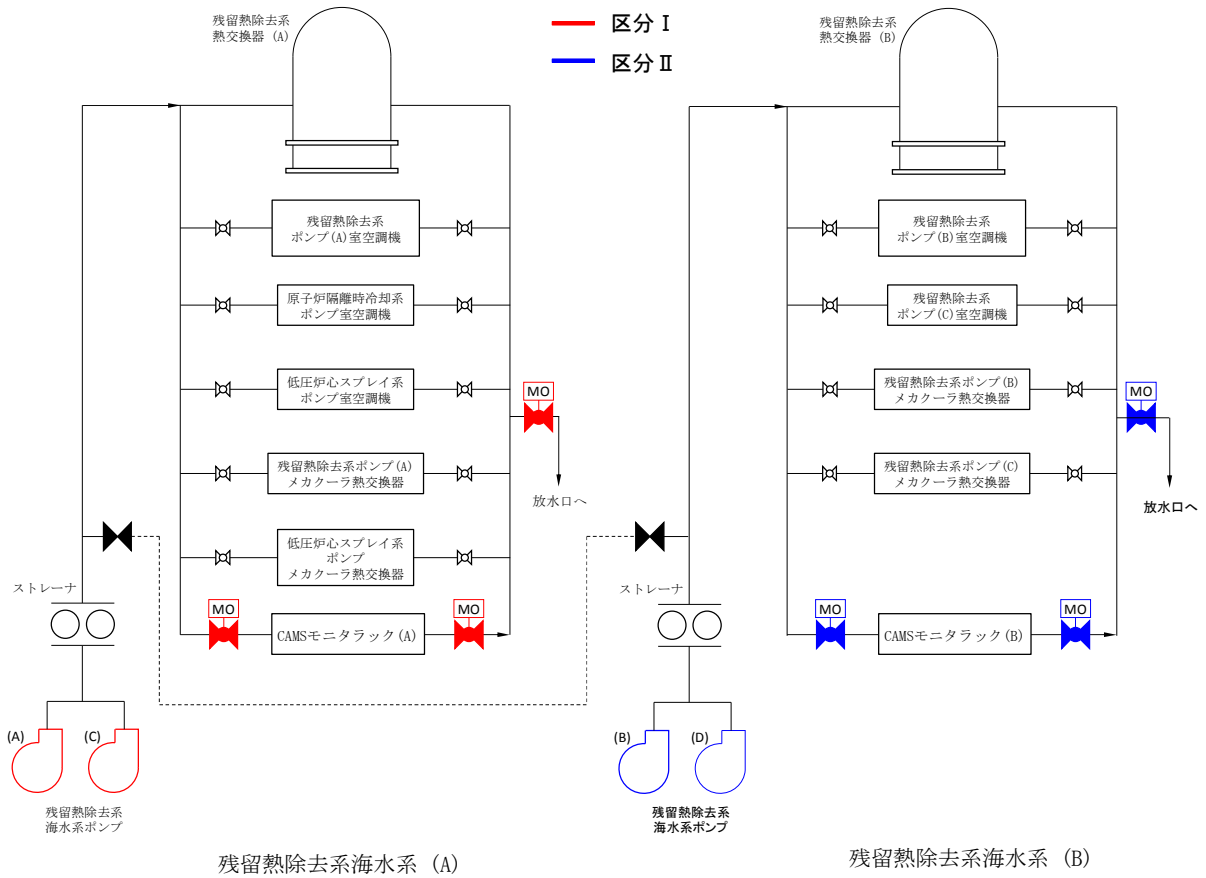 残留熱除去系
熱交換器 (A)
区分Ⅰ
区分Ⅱ
残留熱除去系
熱交換器 (B)
残留熱除去系
ポンプ(A)室空調機
原子炉隔離時冷却系
ポンプ室空調機
低圧炉心スプレイ系
ポンプ室空調機
MO
残留熱除去系ポンプ(A)
メカクーラ熱交換器
放水口へ
低圧炉心スプレイ系
ポンプ
メカクーラ熱交換器
ストレーナ
MO
CAMSモニタラック(A)
MO
(A)
(C)
残留熱除去系
海水系ポンプ
残留熱除去系海水系 (A)
残留熱除去系
ポンプ(B)室空調機
残留熱除去系
ポンプ(C)室空調機
残留熱除去系ポンプ(B)
メカクーラ熱交換器
MO
残留熱除去系ポンプ(C)
メカクーラ熱交換器
放水口へ
ストレーナ
MO
CAMSモニタラック(B)
MO
(B)
(D)
残留熱除去系
海水系ポンプ
残留熱除去系海水系 (B)